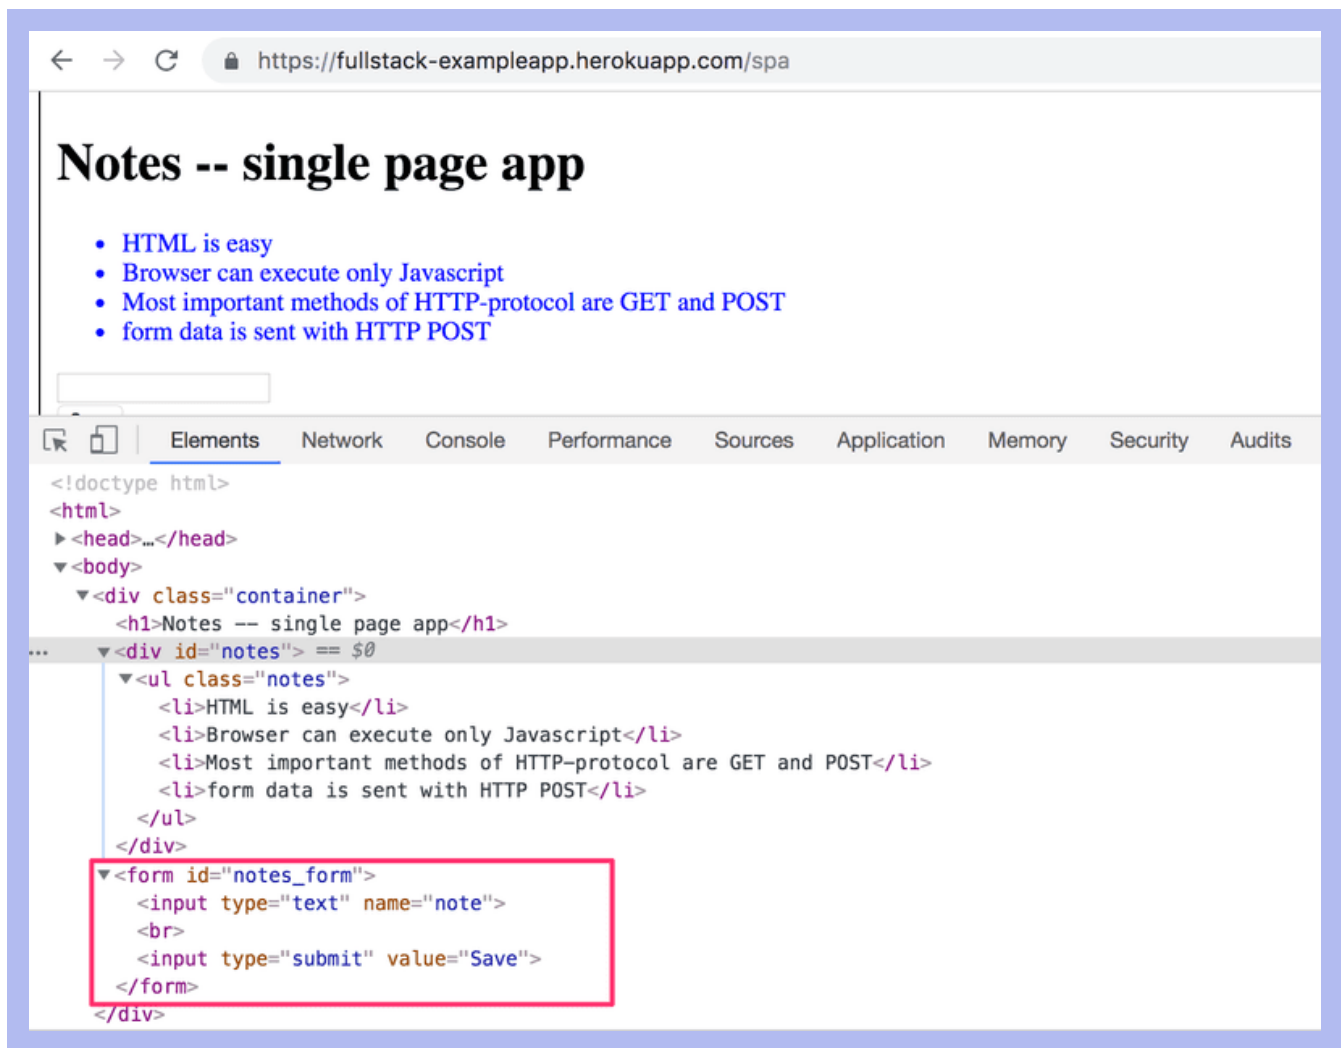 https://fullstack-exampleapp.herokuapp.com/spa
Notes -- single page app
• HTML is easy
• Browser can execute only Javascript
• Most important methods of HTTP-protocol are GET and POST
• form data is sent with HTTP POST
Elements Network Console Performance Sources Application Memory Security Audits
<!doctype html>
<html>
▶<head>…</head>
▼<body>
▼<div class="container">
<h1>Notes -- single page app</h1>
… ▼<div id="notes"> == $0
▼<ul class="notes">
<li>HTML is easy</li>
<li>Browser can execute only Javascript</li>
<li>Most important methods of HTTP-protocol are GET and POST</li>
<li>form data is sent with HTTP POST</li>
</ul>
</div>
▼<form id="notes_form">
<input type="text" name="note">
<br>
<input type="submit" value="Save">
</form>
</div>